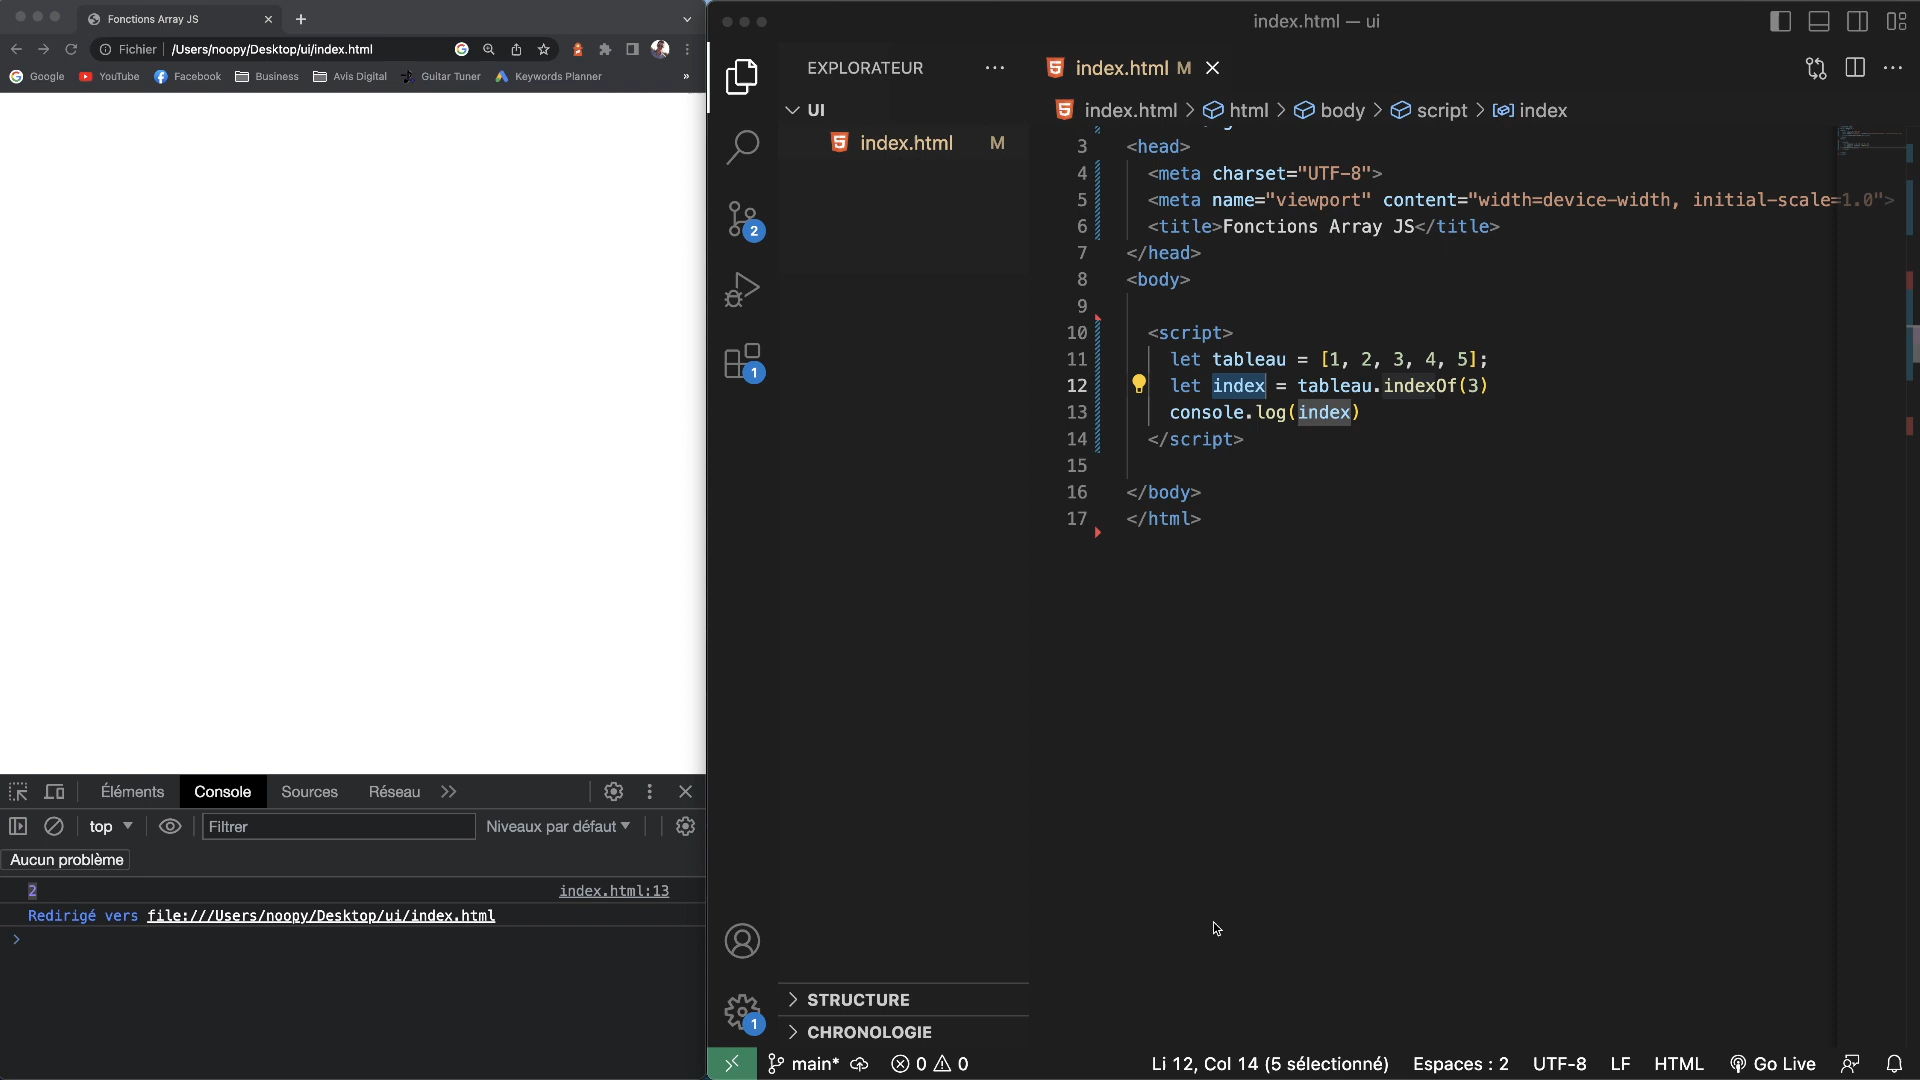 Fonctions Array JS
Fichier
/Users/noopy/Desktop/ui/index.html
Google
YouTube
Facebook
Business
Avis Digital
Guitar Tuner
Keywords Planner
»
Éléments
Console
Sources
Réseau
top
Filtrer
Niveaux par défaut
Aucun problème
2
index.html:13
Redirigé vers file:///Users/noopy/Desktop/ui/index.html
>
index.html — ui
EXPLORATEUR
UI
index.html M
2
1
STRUCTURE
CHRONOLOGIE
1
index.html M
index.html > html > body > script > index
3 <head>
4 <meta charset="UTF-8">
5 <meta name="viewport" content="width=device-width, initial-scale=1.0">
6 <title>Fonctions Array JS</title>
7 </head>
8 <body>
9
10 <script>
11 let tableau = [1, 2, 3, 4, 5];
12 let index = tableau.indexOf(3)
13 console.log(index)
14 </script>
15
16 </body>
17 </html>
main*
0
0
Li 12, Col 14 (5 sélectionné)
Espaces : 2
UTF-8
LF
HTML
Go Live